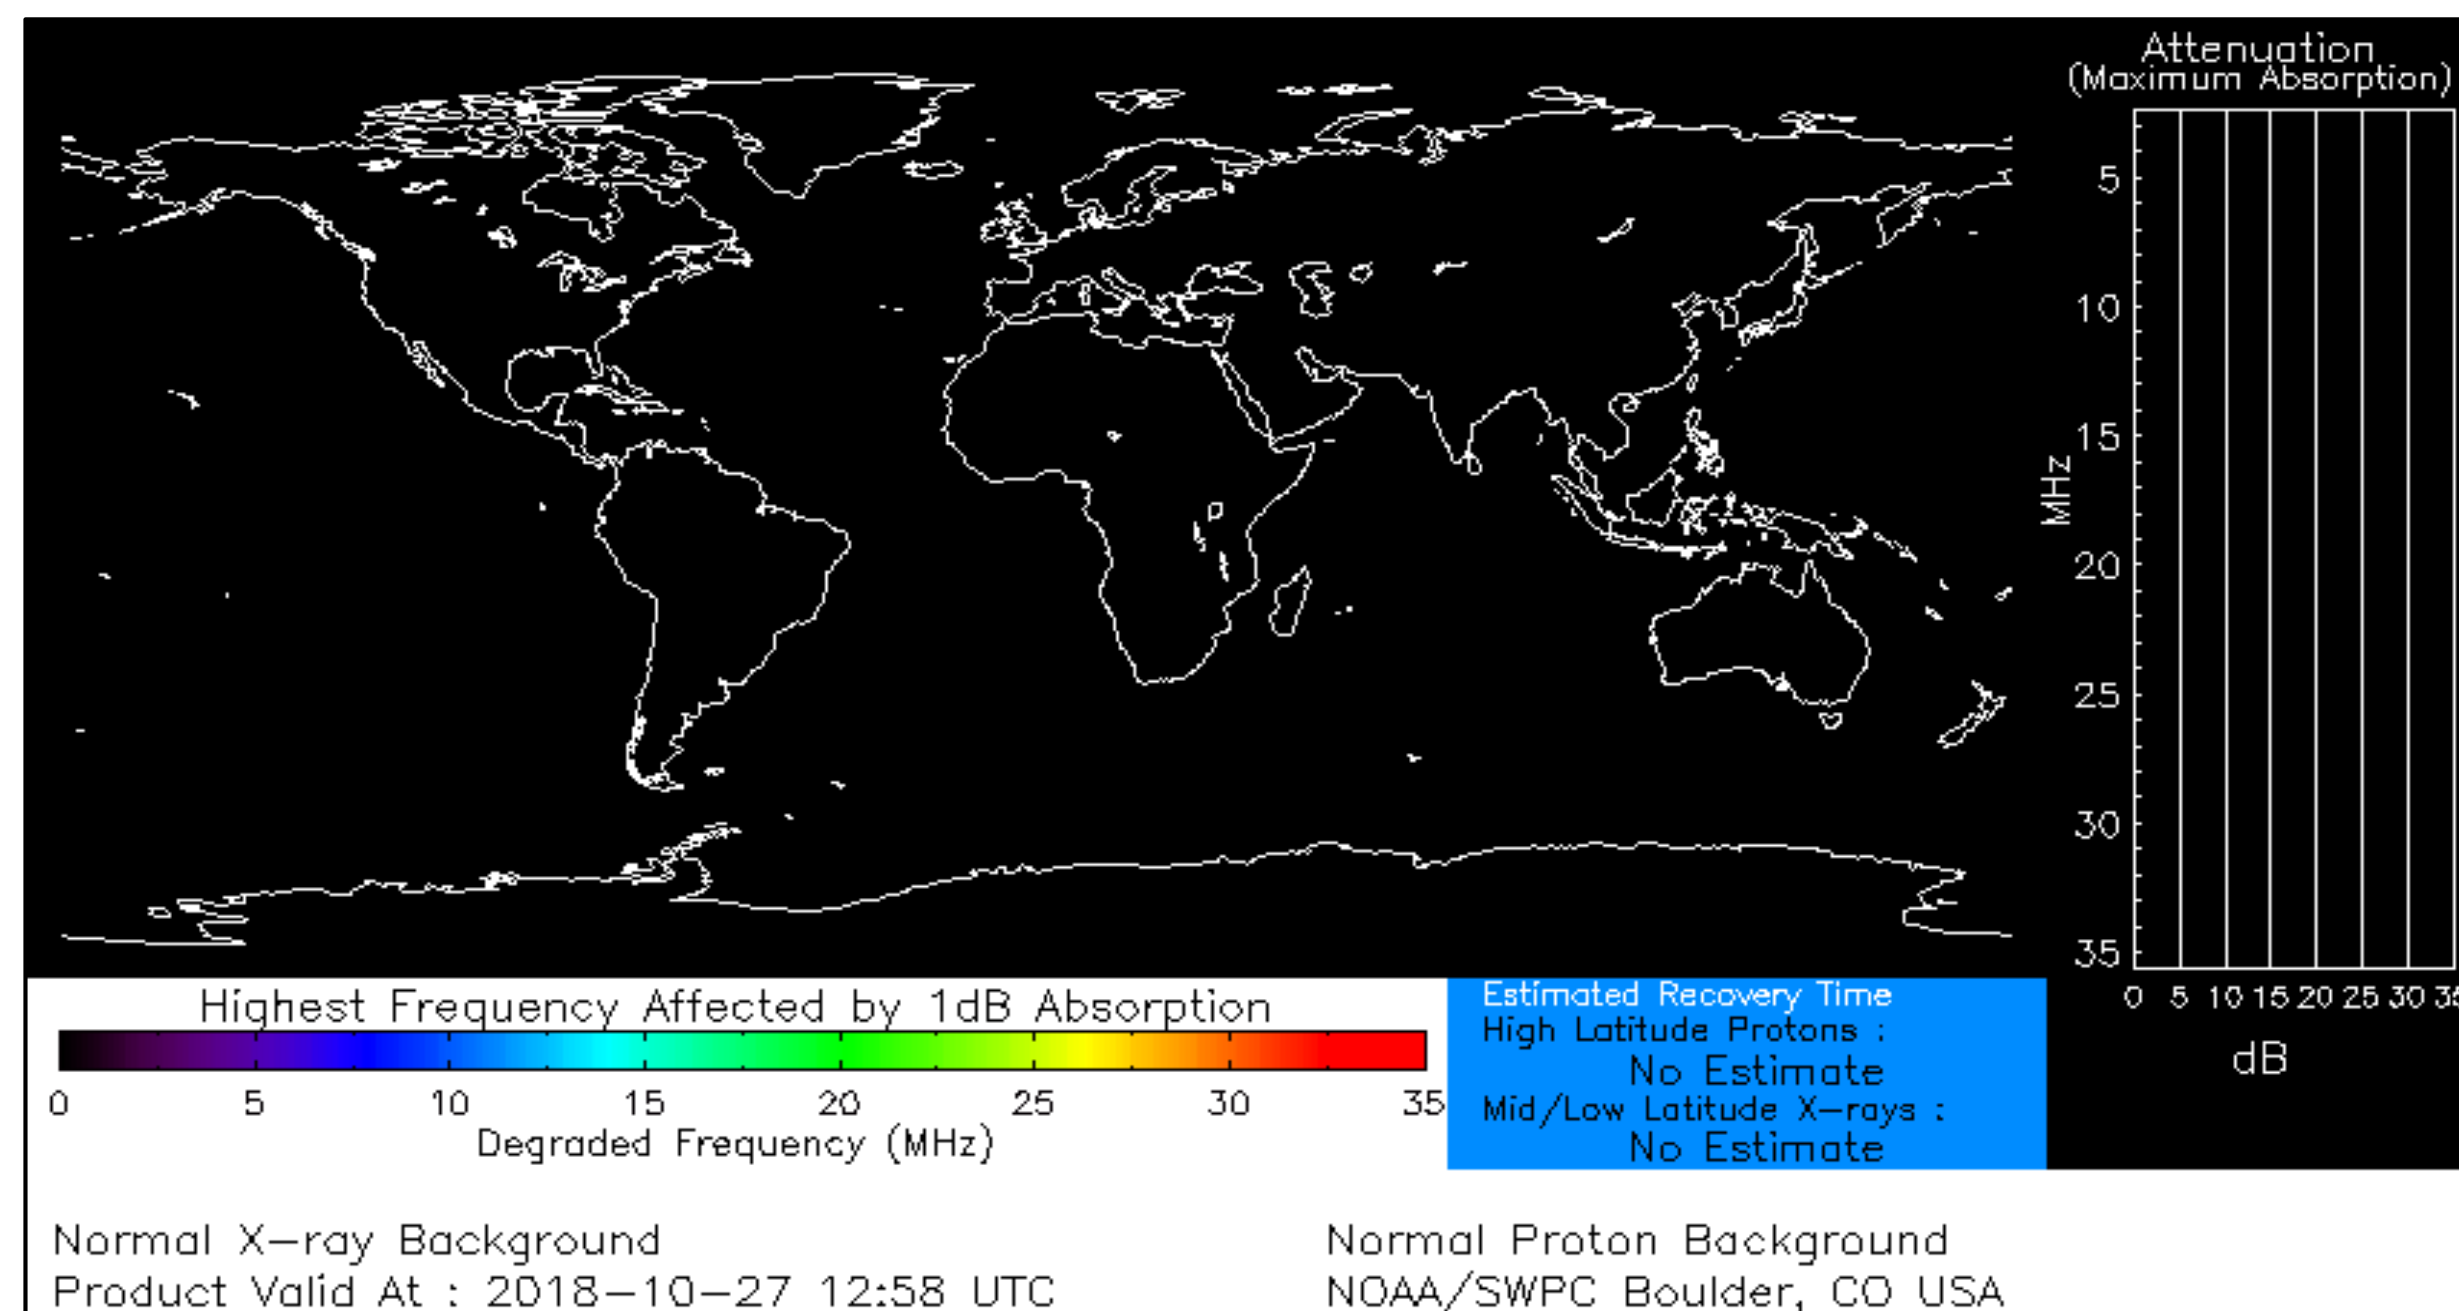 Attenuation
(Maximum Absorption)
5
10
15
20
25
30
35
MHz
0 5 10 15 20 25 30
dB
Highest Frequency Affected by 1dB Absorption
0 5 10 15 20 25 30 35
Degraded Frequency (MHz)
Estimated Recovery Time
High Latitude Protons :
No Estimate
Mid/Low Latitude X-rays :
No Estimate
Normal X-ray Background
Normal Proton Background
Product Valid At : 2018-10-27 12:58 UTC
NOAA/SWPC Boulder, CO USA